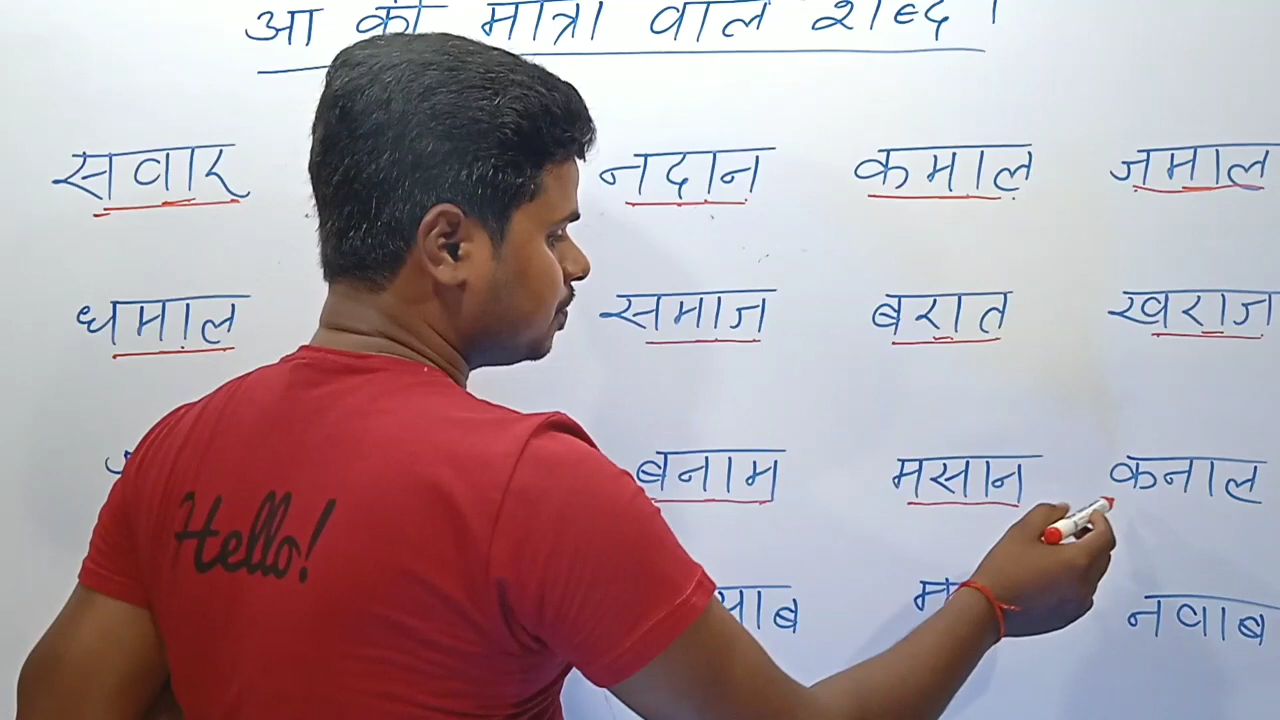 आ की मात्रा वाले शब्द ।
सवार नदान कमाल जमाल
धमाल समाज बरात खराज
बनाम मसान कनाल
नवाब
Hello!